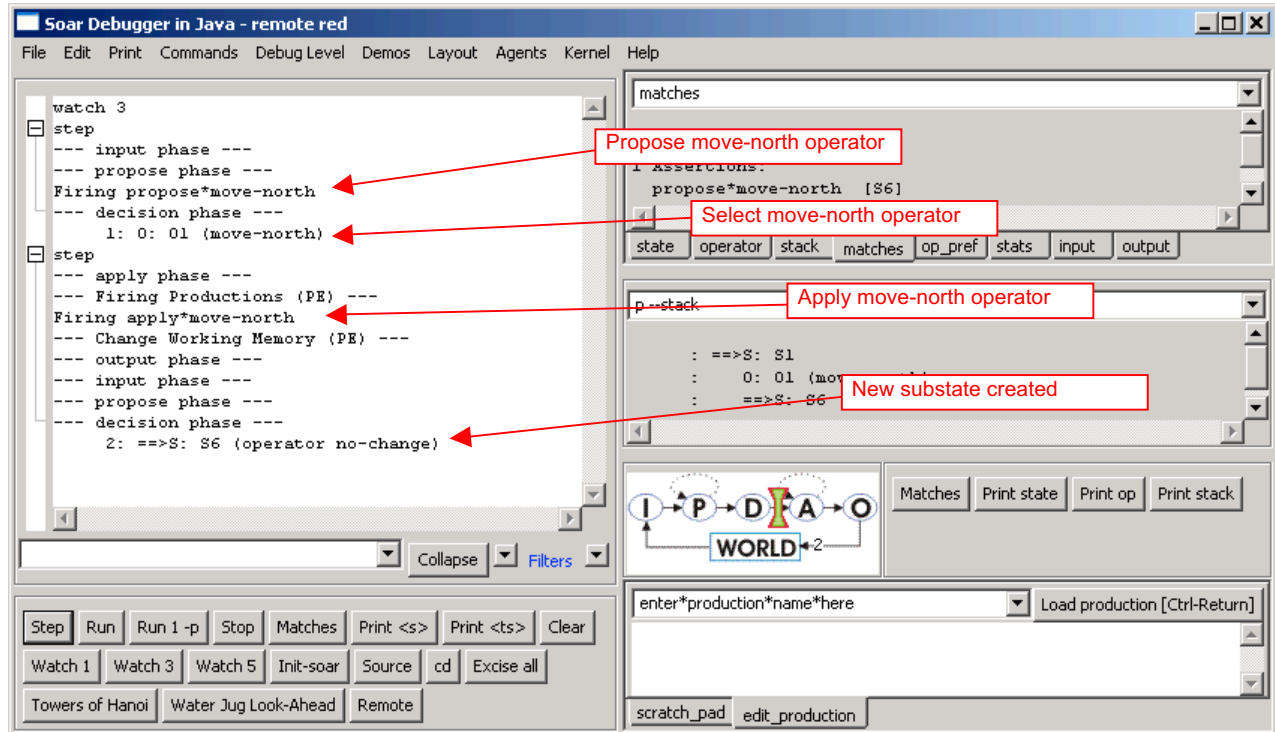 Soar Debugger in Java - remote red
File Edit Print Commands Debug Level Demos Layout Agents Kernel Help
watch 3
step
--- input phase ---
--- propose phase ---
Firing propose*move-north
--- decision phase ---
1: O: O1 (move-north)
step
--- apply phase ---
--- Firing Productions (PE) ---
Firing apply*move-north
--- Change Working Memory (PE) ---
--- output phase ---
--- input phase ---
--- propose phase ---
--- decision phase ---
2: ==>S: S6 (operator no-change)
Propose move-north operator
Select move-north operator
Apply move-north operator
New substate created
Collapse Filters
Step Run Run 1 -p Stop Matches Print <s> Print <ts> Clear
Watch 1 Watch 3 Watch 5 Init-soar Source cd Excise all
Towers of Hanoi Water Jug Look-Ahead Remote
matches
1 Assertions:
propose*move-north [S6]
state operator stack matches op_pref stats input output
p --stack
: ==>S: S1
: O: O1 (mov
: ==>S: S6
I P D A O
WORLD 2
Matches Print state Print op Print stack
enter*production*name*here Load production [Ctrl-Return]
scratch_pad edit_production